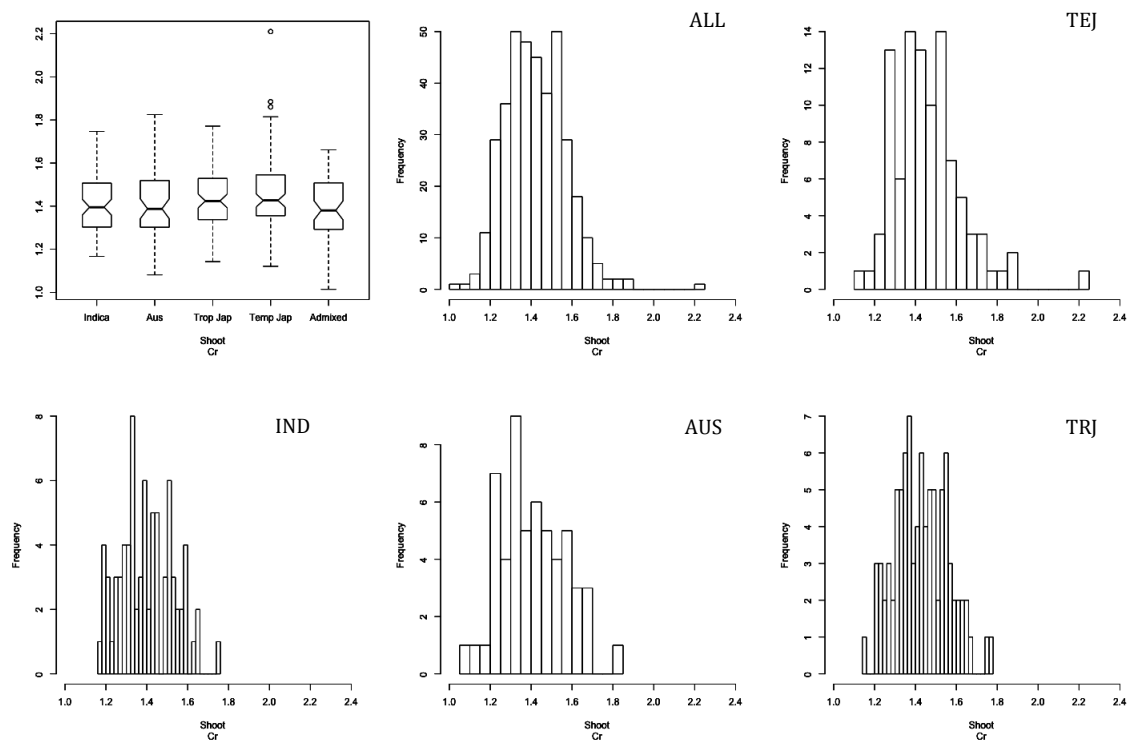 2.2
2.0
1.8
1.6
1.4
1.2
1.0
Indica Aus Trop Jap Temp Jap Admixed
Shoot
Cr
ALL
50
40
30
20
10
0
Frequency
1.0 1.2 1.4 1.6 1.8 2.0 2.2 2.4
Shoot
Cr
TEJ
14
12
10
8
6
4
2
0
Frequency
1.0 1.2 1.4 1.6 1.8 2.0 2.2 2.4
Shoot
Cr
IND
8
6
4
2
0
Frequency
1.0 1.2 1.4 1.6 1.8 2.0 2.2 2.4
Shoot
Cr
AUS
8
6
4
2
0
Frequency
1.0 1.2 1.4 1.6 1.8 2.0 2.2 2.4
Shoot
Cr
TRJ
7
6
5
4
3
2
1
0
Frequency
1.0 1.2 1.4 1.6 1.8 2.0 2.2 2.4
Shoot
Cr